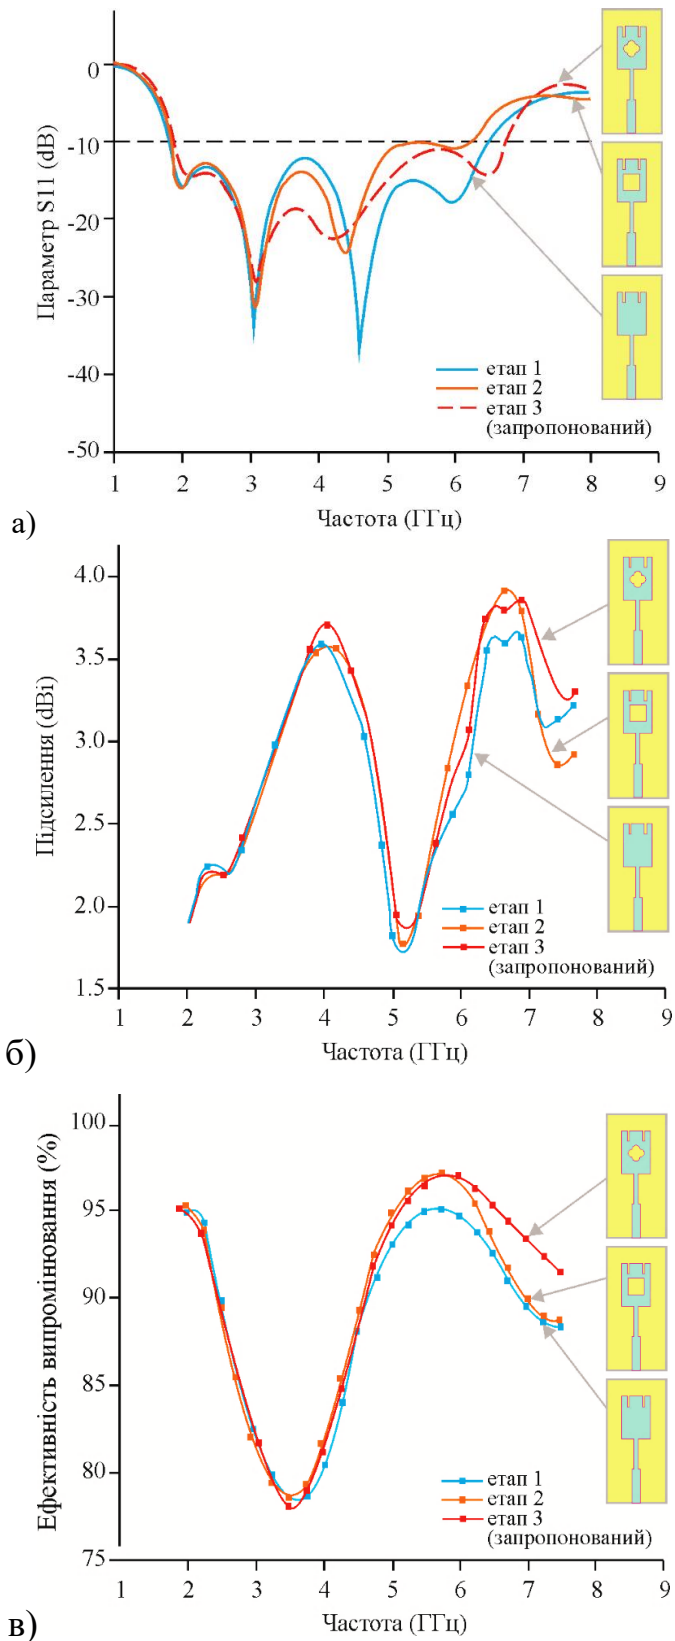 0
-10
-20
-30
-40
-50
Параметр S11 (дВ)
етап 1
етап 2
етап 3
(запропонований)
1 2 3 4 5 6 7 8 9
Частота (ГГц)
а)
4.0
3.5
3.0
2.5
2.0
1.5
Підсилення (dBi)
етап 1
етап 2
етап 3
(запропонований)
1 2 3 4 5 6 7 8 9
Частота (ГГц)
б)
100
95
90
85
80
75
Ефективність випромінювання (%)
етап 1
етап 2
етап 3
(запропонований)
1 2 3 4 5 6 7 8 9
Частота (ГГц)
в)